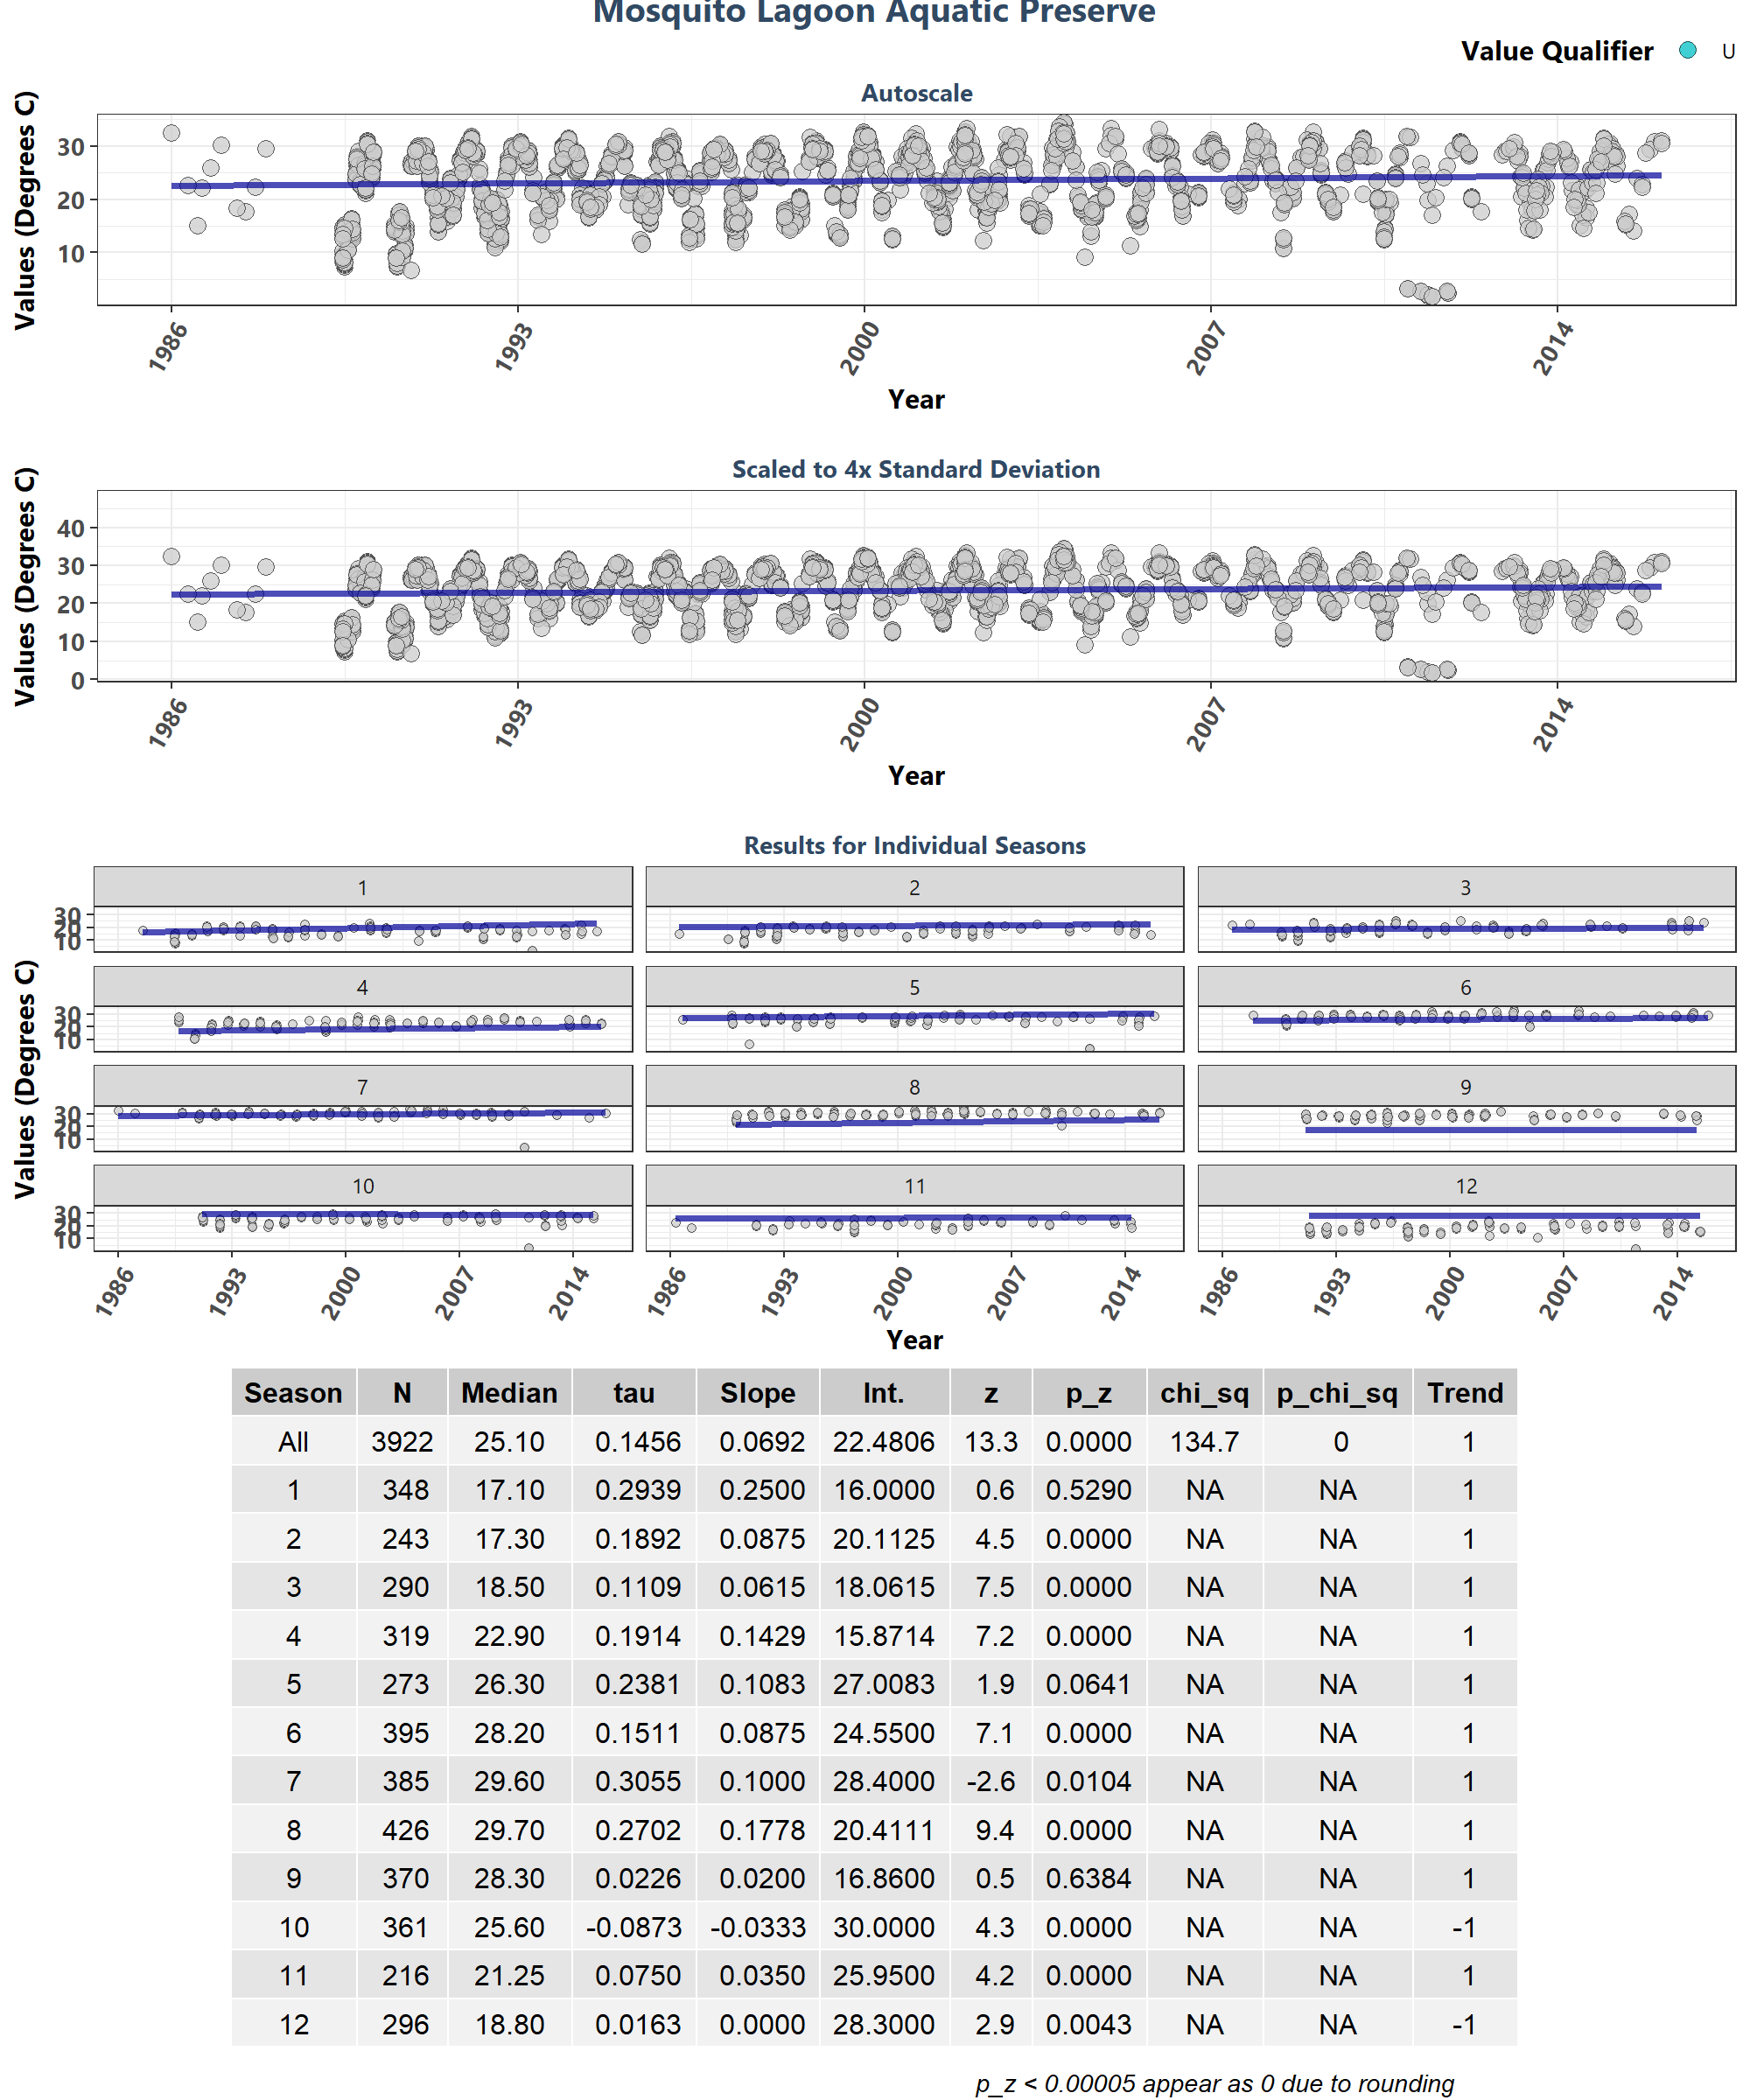 Mosquito Lagoon Aquatic Preserve
Value Qualifier U
Autoscale
Values (Degrees C)
30
20
10
1986 1993 2000 2007 2014
Year
Scaled to 4x Standard Deviation
Values (Degrees C)
40
30
20
10
0
1986 1993 2000 2007 2014
Year
Results for Individual Seasons
Values (Degrees C)
1 2 3
30
20
10
4 5 6
30
20
10
7 8 9
30
20
10
10 11 12
30
20
10
1986 1993 2000 2007 2014 1986 1993 2000 2007 2014 1986 1993 2000 2007 2014
Year
Season N Median tau Slope Int. z p_z chi_sq p_chi_sq Trend
All 3922 25.10 0.1456 0.0692 22.4806 13.3 0.0000 134.7 0 1
1 348 17.10 0.2939 0.2500 16.0000 0.6 0.5290 NA NA 1
2 243 17.30 0.1892 0.0875 20.1125 4.5 0.0000 NA NA 1
3 290 18.50 0.1109 0.0615 18.0615 7.5 0.0000 NA NA 1
4 319 22.90 0.1914 0.1429 15.8714 7.2 0.0000 NA NA 1
5 273 26.30 0.2381 0.1083 27.0083 1.9 0.0641 NA NA 1
6 395 28.20 0.1511 0.0875 24.5500 7.1 0.0000 NA NA 1
7 385 29.60 0.3055 0.1000 28.4000 -2.6 0.0104 NA NA 1
8 426 29.70 0.2702 0.1778 20.4111 9.4 0.0000 NA NA 1
9 370 28.30 0.0226 0.0200 16.8600 0.5 0.6384 NA NA 1
10 361 25.60 -0.0873 -0.0333 30.0000 4.3 0.0000 NA NA -1
11 216 21.25 0.0750 0.0350 25.9500 4.2 0.0000 NA NA 1
12 296 18.80 0.0163 0.0000 28.3000 2.9 0.0043 NA NA -1
p_z < 0.00005 appear as 0 due to rounding